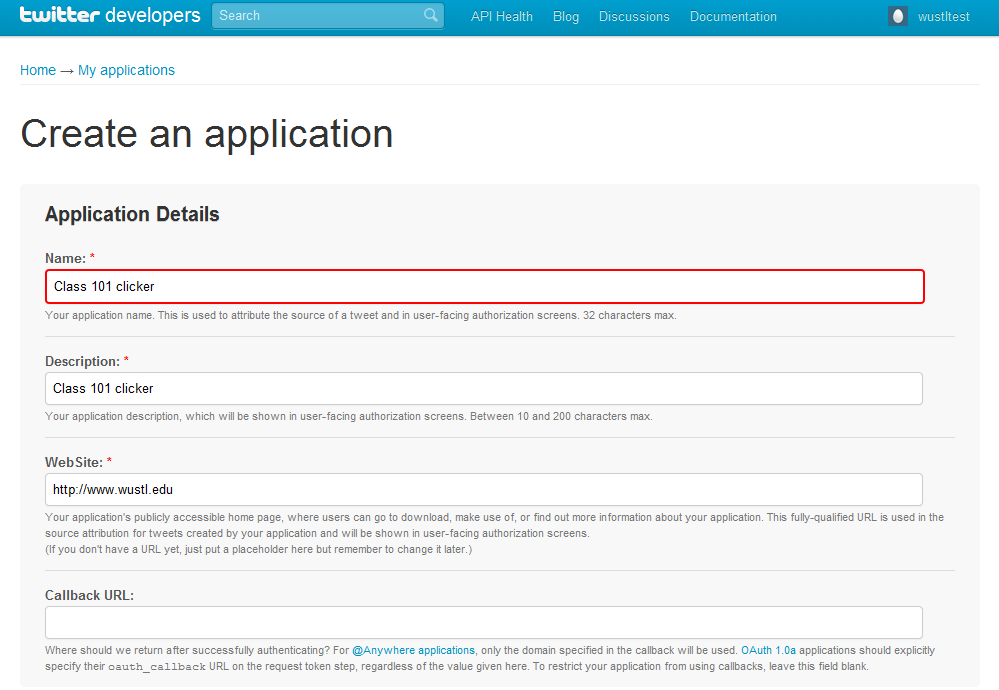 twitter developers Search API Health Blog Discussions Documentation wustltest
Home → My applications
Create an application
Application Details
Name: *
Class 101 clicker
Your application name. This is used to attribute the source of a tweet and in user-facing authorization screens. 32 characters max.
Description: *
Class 101 clicker
Your application description, which will be shown in user-facing authorization screens. Between 10 and 200 characters max.
WebSite: *
http://www.wustl.edu
Your application's publicly accessible home page, where users can go to download, make use of, or find out more information about your application. This fully-qualified URL is used in the
source attribution for tweets created by your application and will be shown in user-facing authorization screens.
(If you don't have a URL yet, just put a placeholder here but remember to change it later.)
Callback URL:
Where should we return after successfully authenticating? For @Anywhere applications, only the domain specified in the callback will be used. OAuth 1.0a applications should explicitly
specify their oauth_callback URL on the request token step, regardless of the value given here. To restrict your application from using callbacks, leave this field blank.